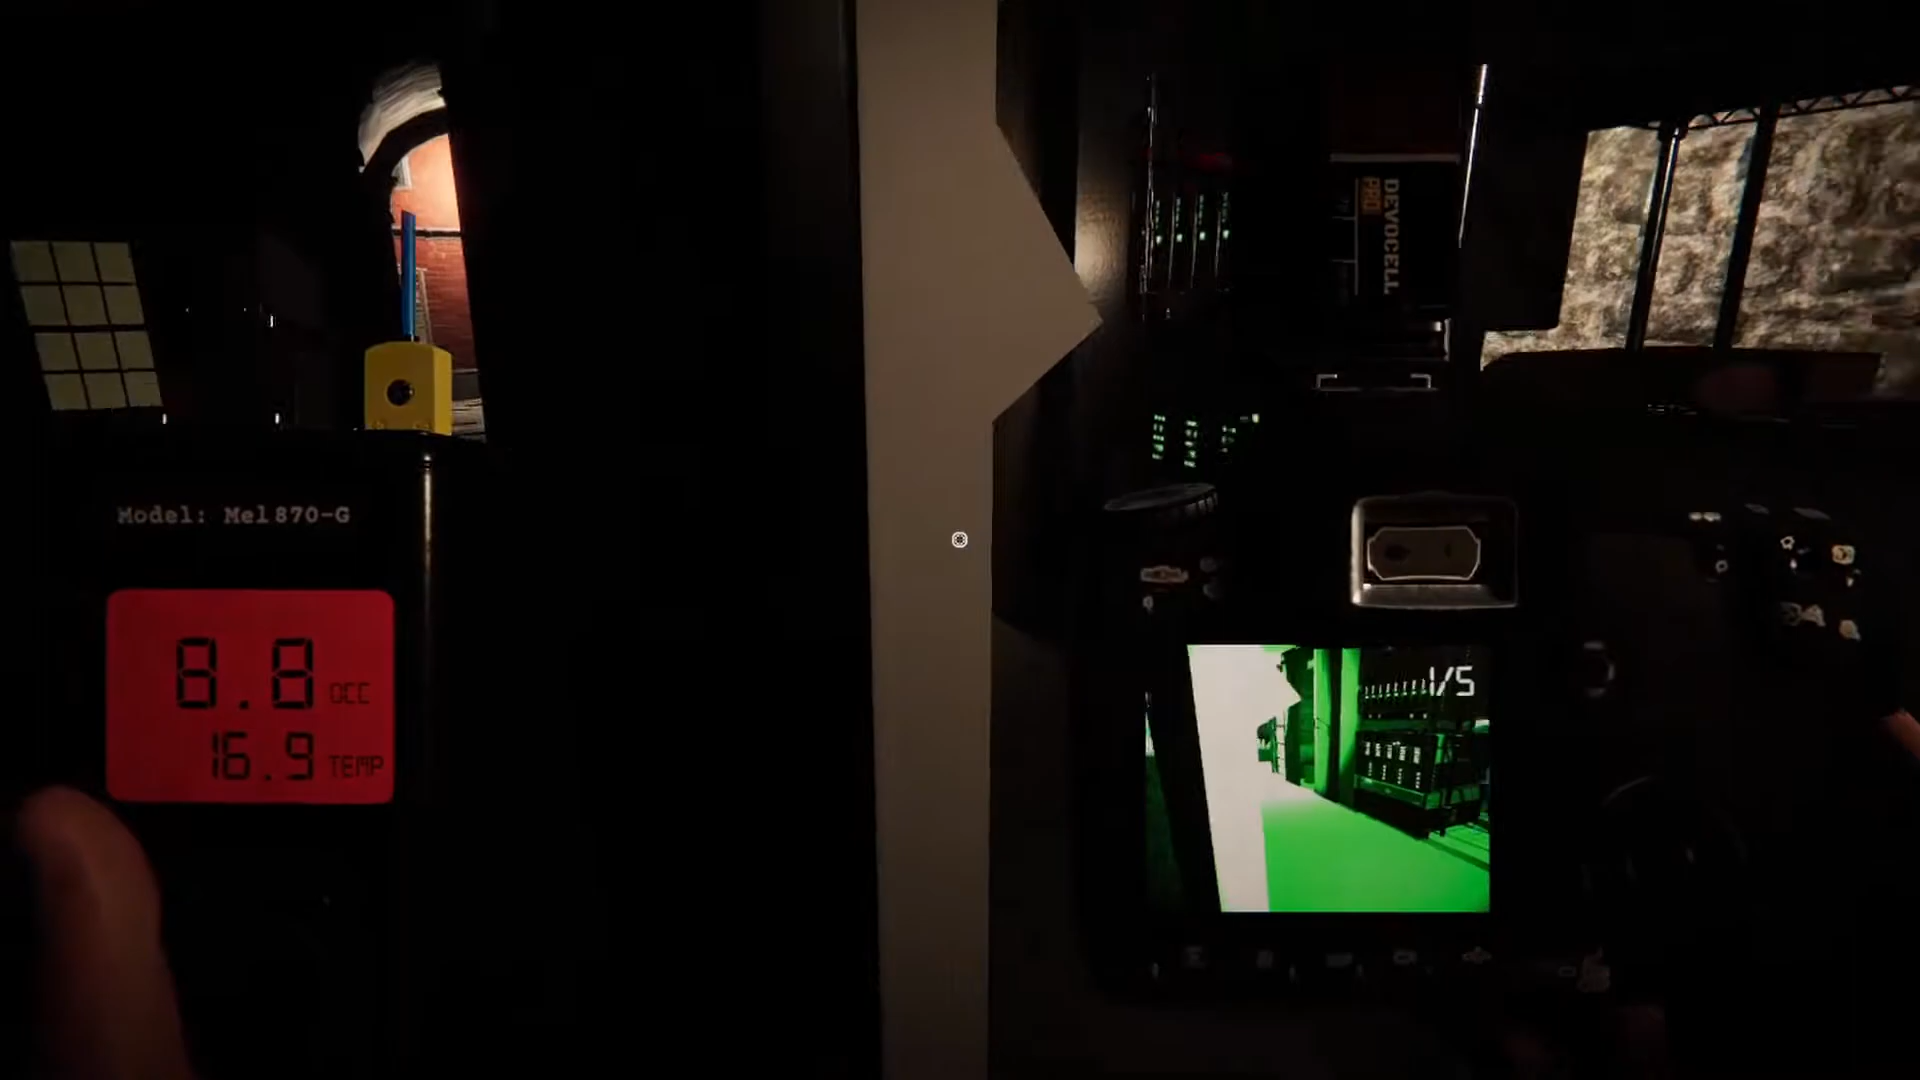 DEVOCELL
PRO
Model: Mel870-G
8.8 OCC
16.9 TEMP
1/5